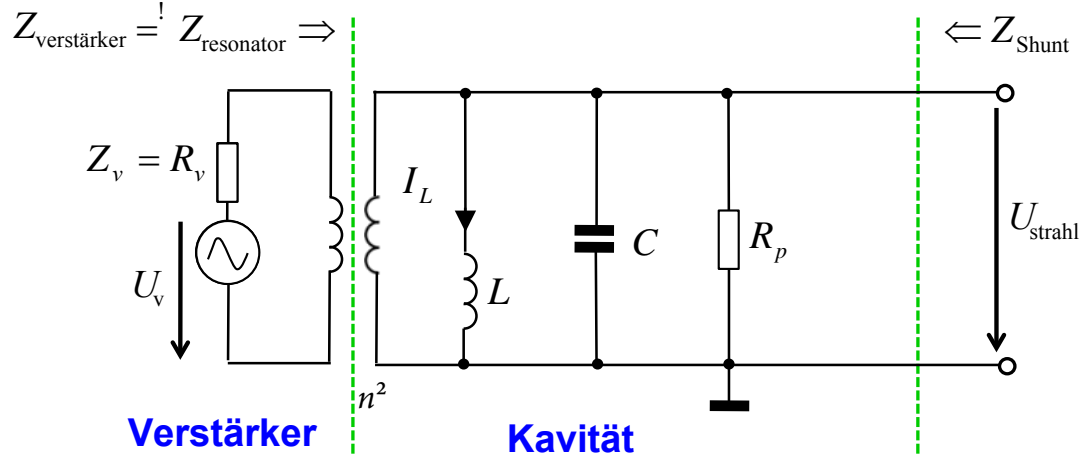 Z_verstärker =^! Z_resonator ⇒
⇐ Z_Shunt
Z_v = R_v
I_L
U_v
L
C
R_p
U_strahl
n²
Verstärker
Kavität